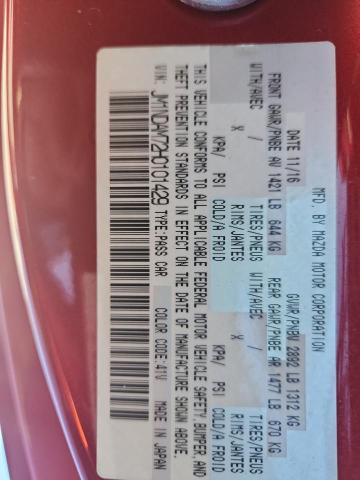 MFD. BY MAZDA MOTOR CORPORATION
DATE 11/16 GVWR/PNBV 2892 LB 1312 KG
FRONT GAWR/PNBE AV 1421 LB 644 KG REAR GAWR/PNBE AR 1477 LB 670 KG
WITH/AVEC / TIRES/PNEUS WITH/AVEC / TIRES/PNEUS
X RIMS/JANTES X RIMS/JANTES
KPA/ PSI COLD/A FROID KPA/ PSI COLD/A FROID
THIS VEHICLE CONFORMS TO ALL APPLICABLE FEDERAL MOTOR VEHICLE SAFETY, BUMPER AND
THEFT PREVENTION STANDARDS IN EFFECT ON THE DATE OF MANUFACTURE SHOWN ABOVE.
VIN: JM1NDAM72H0101429 TYPE:PASS CAR COLOR CODE:41V MADE IN JAPAN